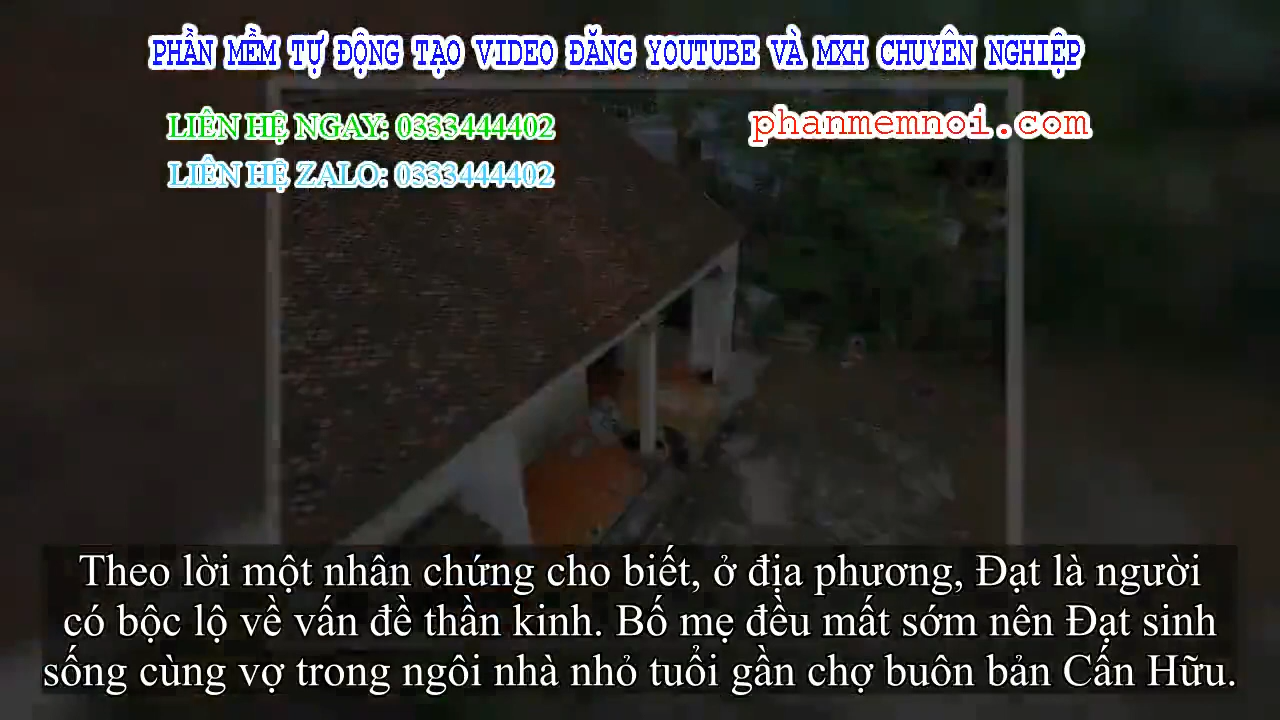 PHẦN MỀM TỰ ĐỘNG TẠO VIDEO ĐĂNG YOUTUBE VÀ MXH CHUYÊN NGHIỆP
LIÊN HỆ NGAY: 0333444402
phanmemnoi.com
LIÊN HỆ ZALO: 0333444402
Theo lời một nhân chứng cho biết, ở địa phương, Đạt là người
có bộc lộ về vấn đề thần kinh. Bố mẹ đều mất sớm nên Đạt sinh
sống cùng vợ trong ngôi nhà nhỏ tuổi gần chợ buôn bản Cấn Hữu.